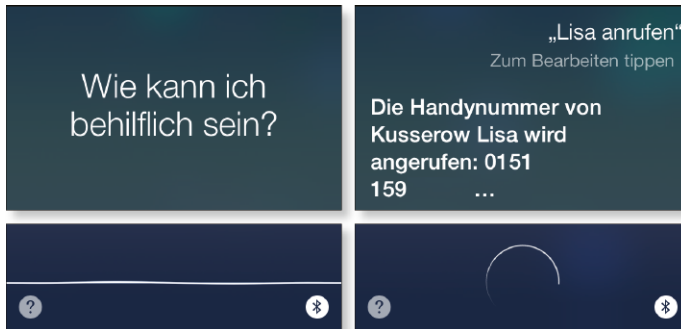 Wie kann ich
behilflich sein?
„Lisa anrufen“
Zum Bearbeiten tippen
Die Handynummer von
Kusserow Lisa wird
angerufen: 0151
159 ...
?
?